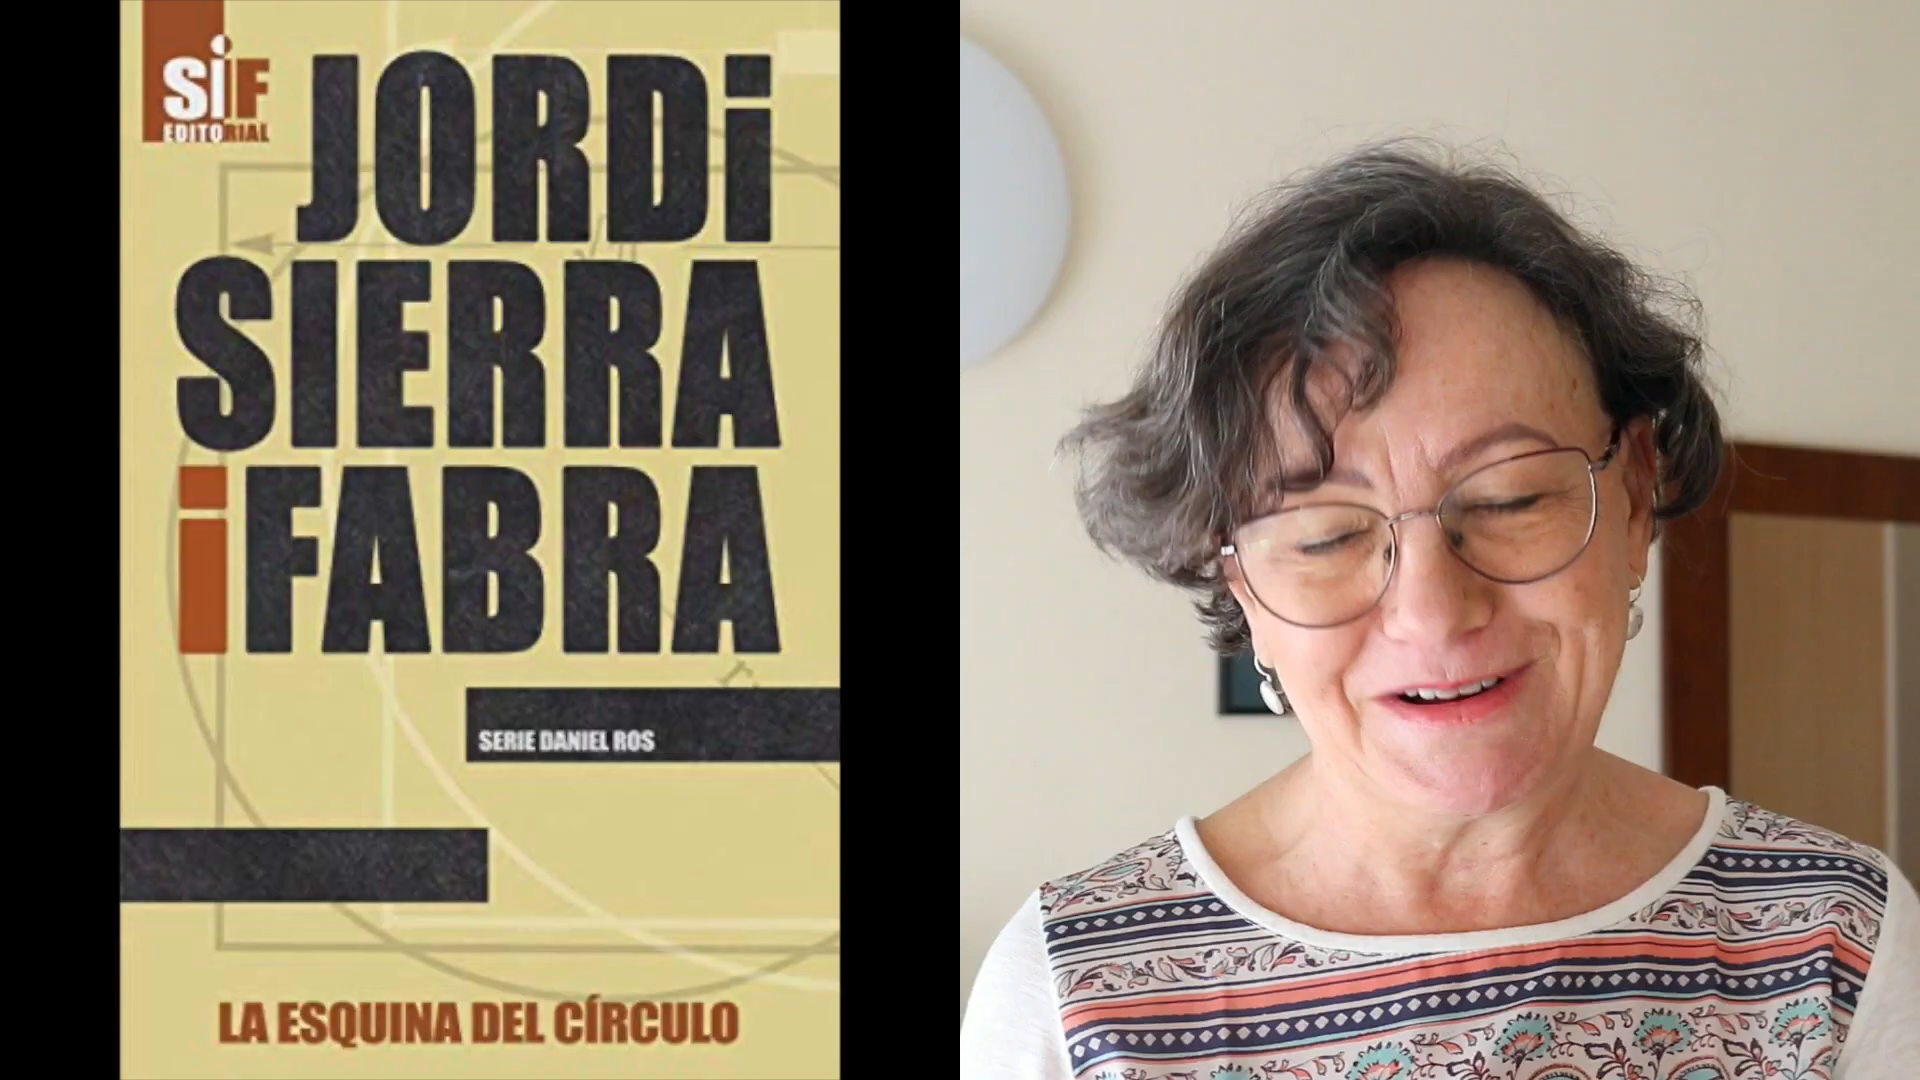 SiF
EDITORIAL
JORDi
SIERRA
iFABRA
SERIE DANIEL ROS
LA ESQUINA DEL CÍRCULO